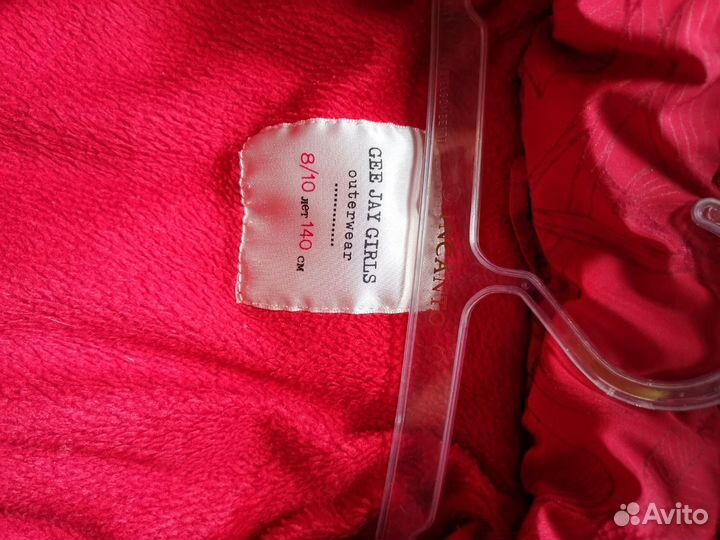 GEE JAY GIRLS
outerwear
8/10 лет 140 см
Avito